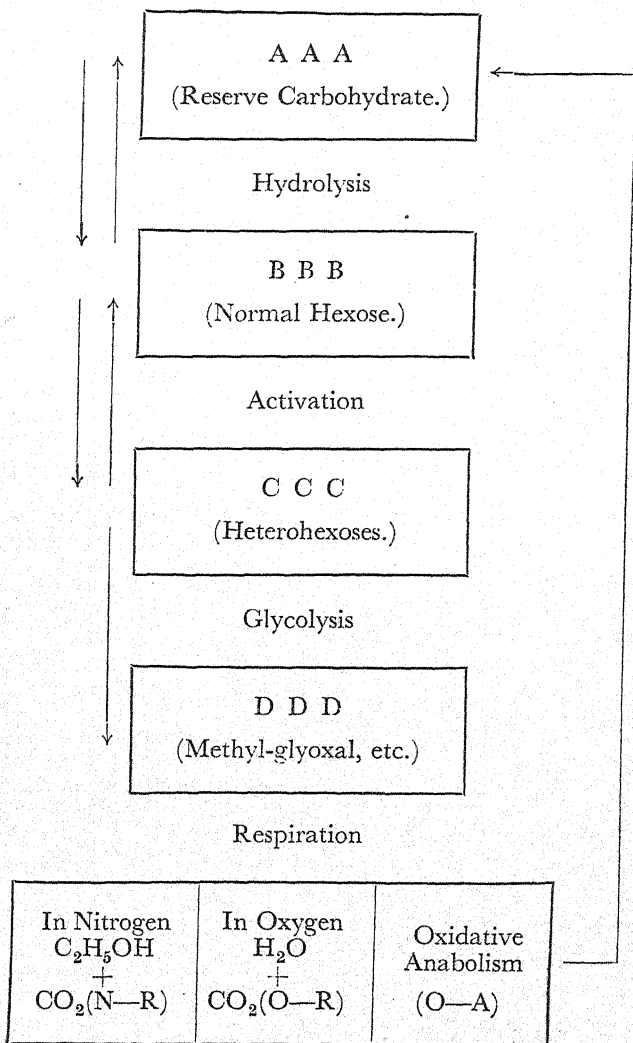 A A A
(Reserve Carbohydrate.)
Hydrolysis
B B B
(Normal Hexose.)
Activation
C C C
(Heterohexoses.)
Glycolysis
D D D
(Methyl-glyoxal, etc.)
Respiration
In Nitrogen
C₂H₅OH
+
CO₂(N—R)
In Oxygen
H₂O
+
CO₂(O—R)
Oxidative
Anabolism
(O—A)